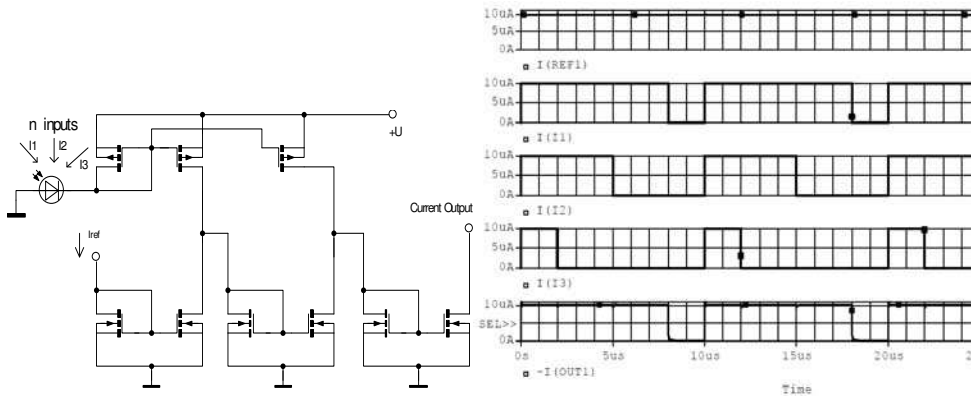 n inputs
I1
I2
I3
+U
Iref
Current Output
10uA
5uA
0A
I(REF1)
10uA
5uA
0A
I(I1)
10uA
5uA
0A
I(I2)
10uA
5uA
0A
I(I3)
10uA
SEL>>
0A
0s 5us 10us 15us 20us
-I(OUT1)
Time